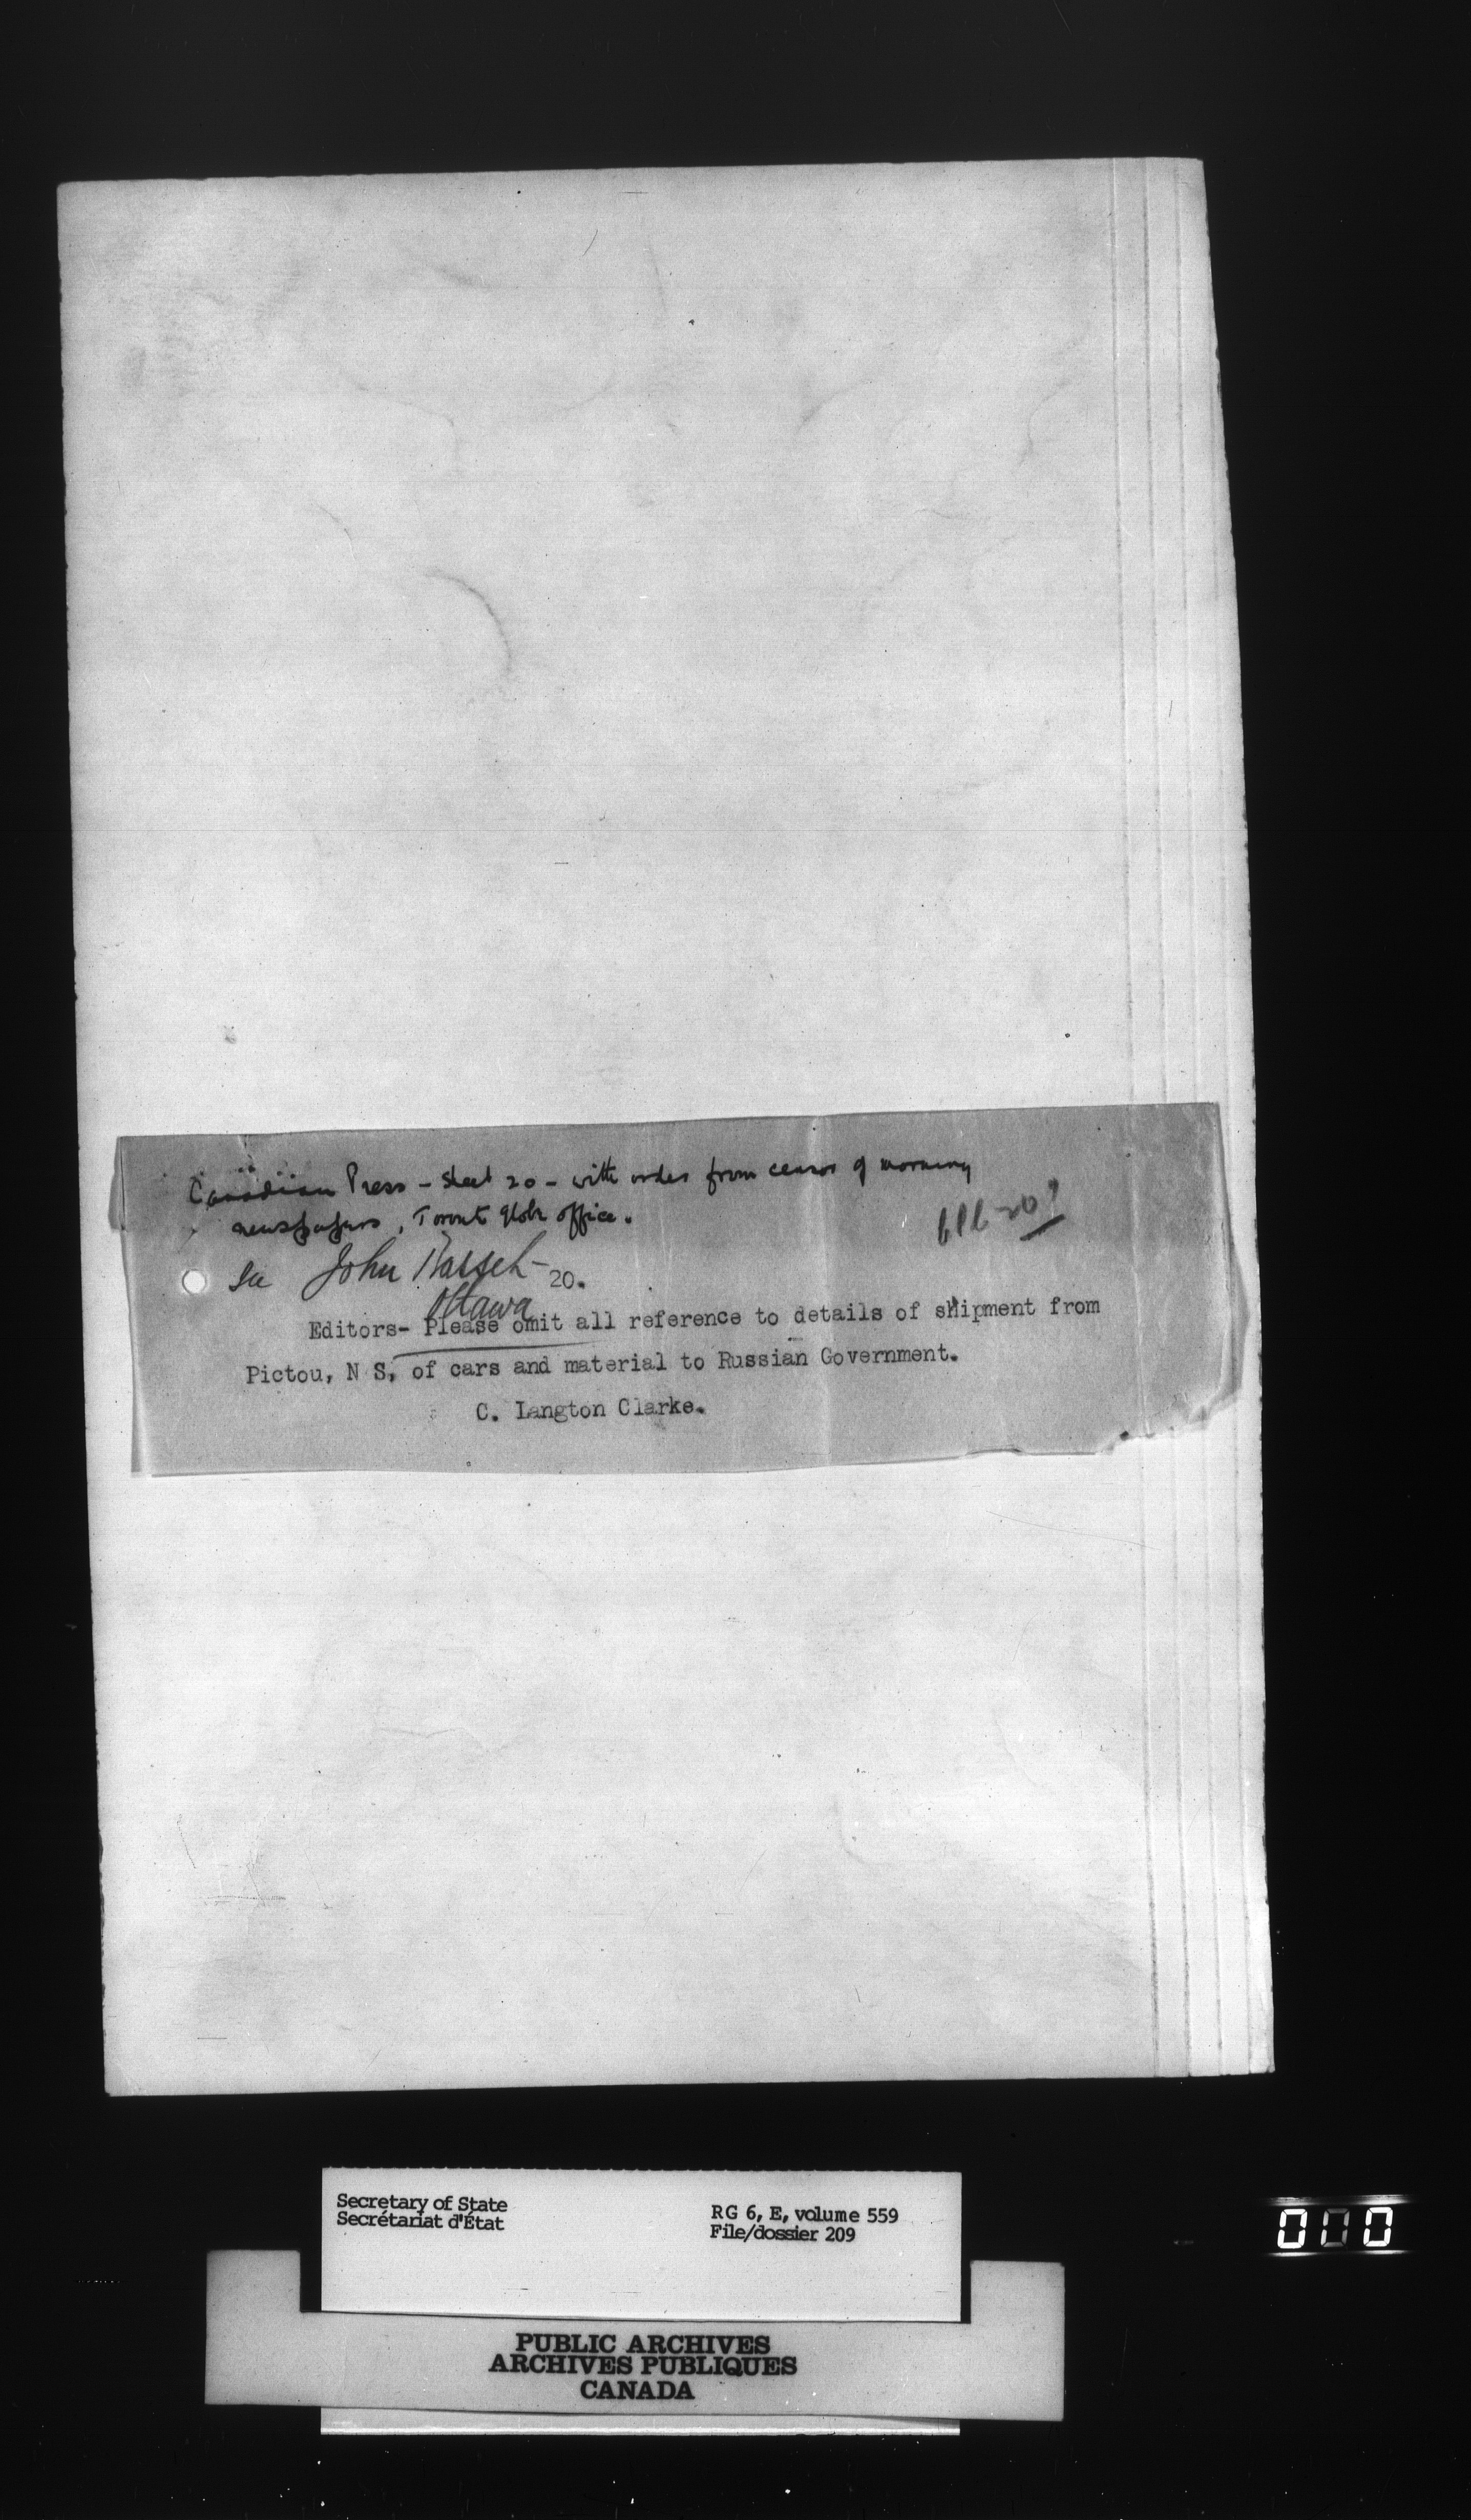 Canadian Press - Sheet 20 - with order from censor of morning
newspapers, Toronto Globe office.
John Bassett 20.
Ottawa
Editors- Please omit all reference to details of shipment from
Pictou, N S, of cars and material to Russian Government.
C. Langton Clarke.
Secretary of State
Secrétariat d'État
RG 6, E, volume 559
File/dossier 209
PUBLIC ARCHIVES
ARCHIVES PUBLIQUES
CANADA
000